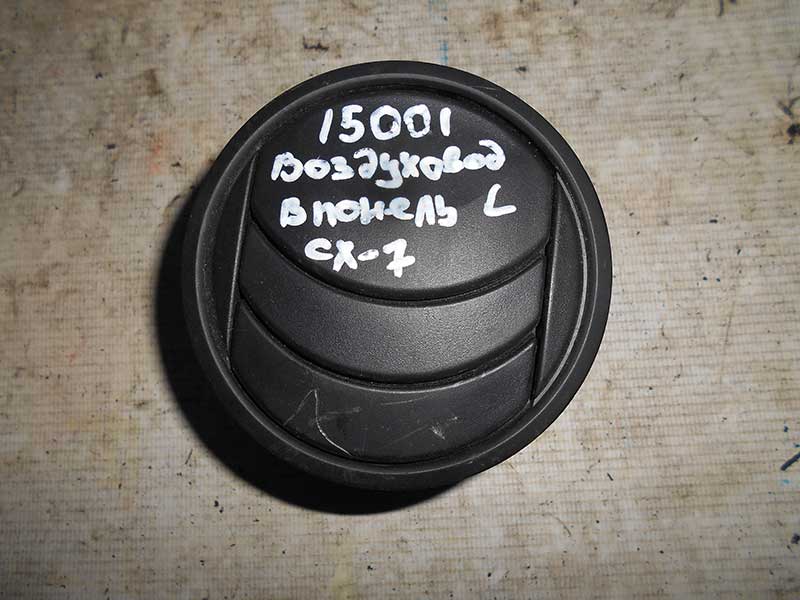 15001
Воздуховод
в понель L
CX-7